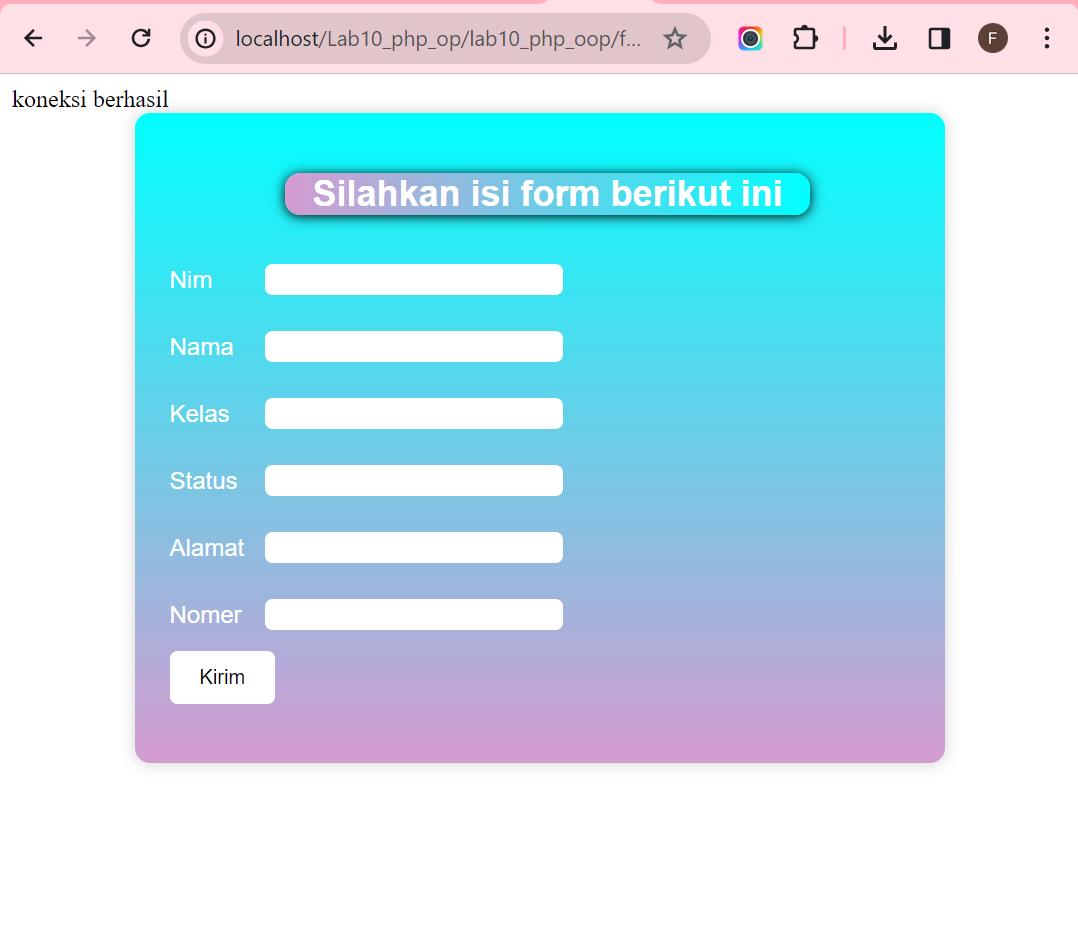 localhost/Lab10_php_op/lab10_php_oop/f...
F
koneksi berhasil
Silahkan isi form berikut ini
Nim
Nama
Kelas
Status
Alamat
Nomer
Kirim